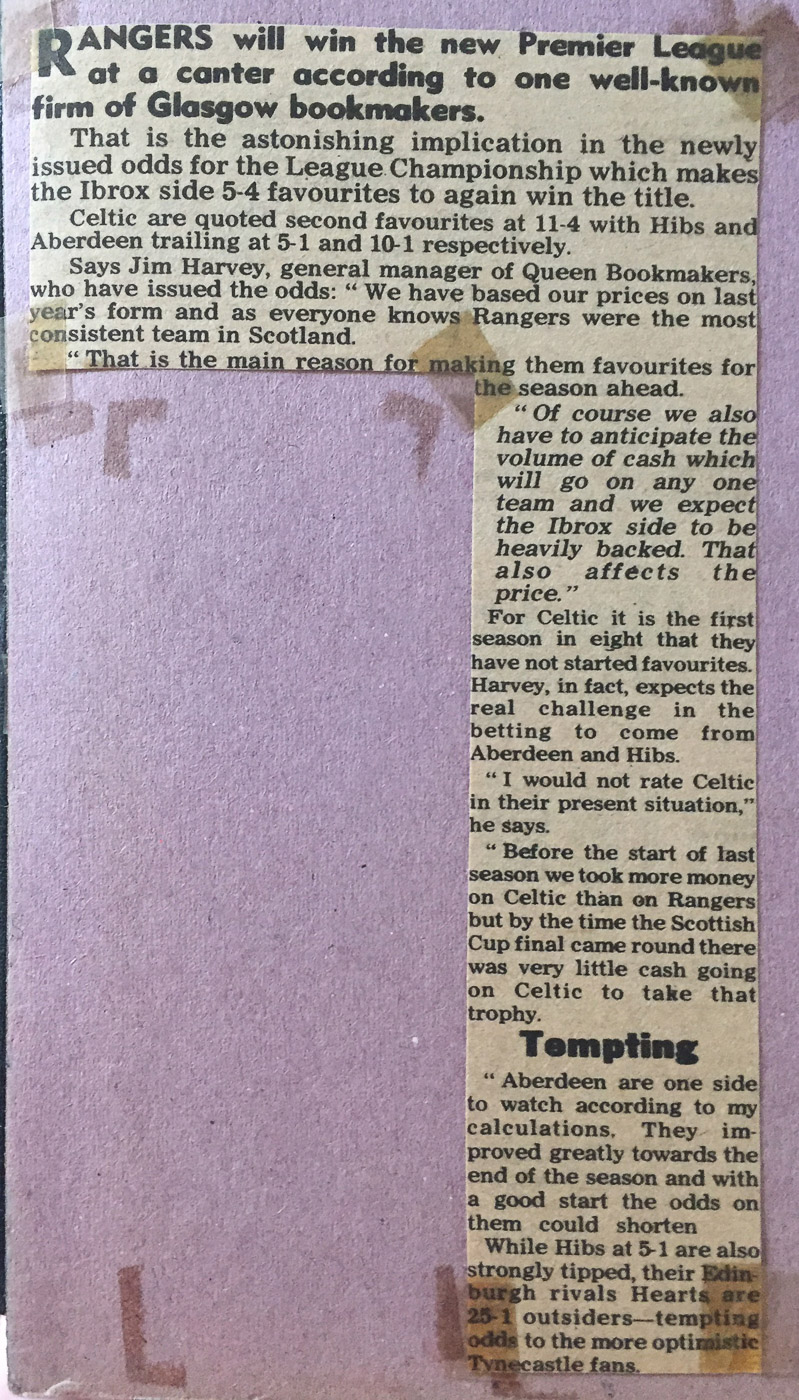 RANGERS will win the new Premier League
at a canter according to one well-known
firm of Glasgow bookmakers.
That is the astonishing implication in the newly
issued odds for the League Championship which makes
the Ibrox side 5-4 favourites to again win the title.
Celtic are quoted second favourites at 11-4 with Hibs and
Aberdeen trailing at 5-1 and 10-1 respectively.
Says Jim Harvey, general manager of Queen Bookmakers,
who have issued the odds: “ We have based our prices on last
year's form and as everyone knows Rangers were the most
consistent team in Scotland.
“ That is the main reason for making them favourites for
the season ahead.
“ Of course we also
have to anticipate the
volume of cash which
will go on any one
team and we expect
the Ibrox side to be
heavily backed. That
also affects the
price.”
For Celtic it is the first
season in eight that they
have not started favourites.
Harvey, in fact, expects the
real challenge in the
betting to come from
Aberdeen and Hibs.
“ I would not rate Celtic
in their present situation,”
he says.
“ Before the start of last
season we took more money
on Celtic than on Rangers
but by the time the Scottish
Cup final came round there
was very little cash going
on Celtic to take that
trophy.
Tempting
“ Aberdeen are one side
to watch according to my
calculations. They im-
proved greatly towards the
end of the season and with
a good start the odds on
them could shorten
While Hibs at 5-1 are also
strongly tipped, their Edin-
burgh rivals Hearts are
25-1 outsiders—tempting
odds to the more optimistic
Tynecastle fans.